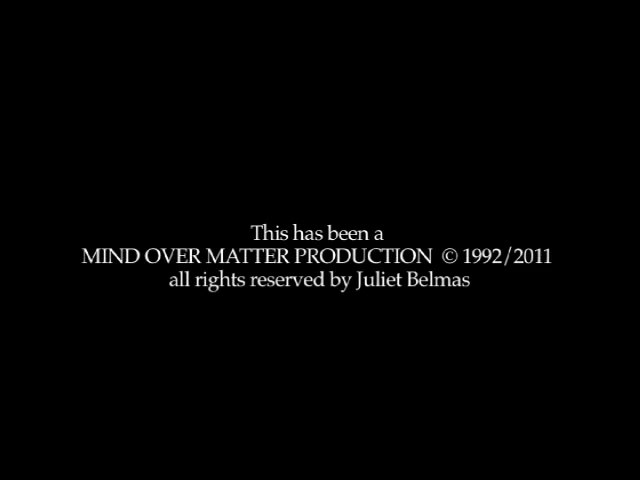 This has been a
MIND OVER MATTER PRODUCTION © 1992/2011
all rights reserved by Juliet Belmas